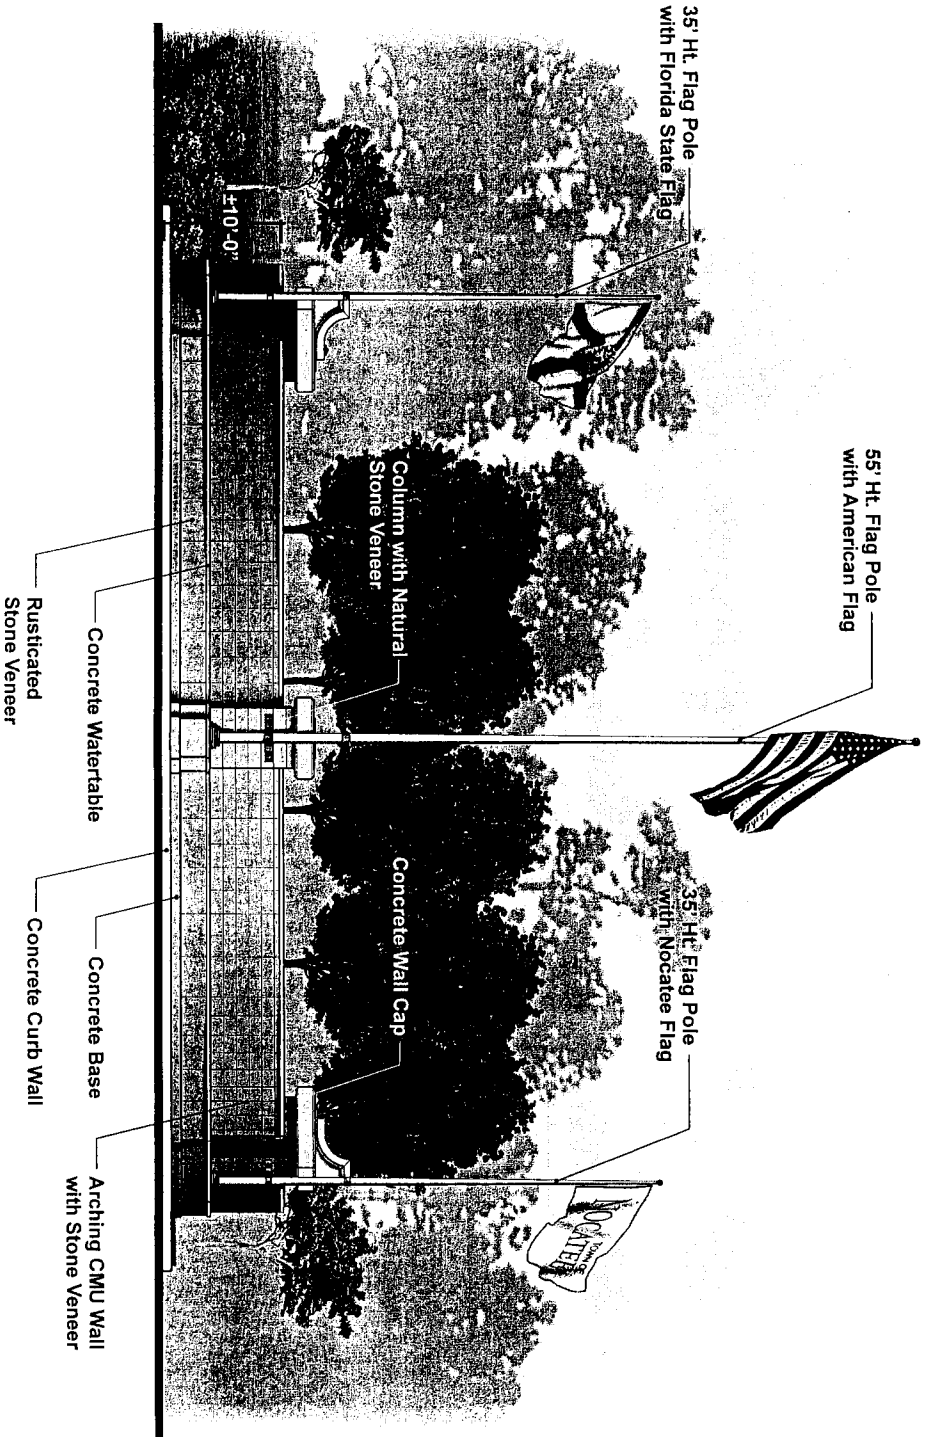 55' Ht. Flag Pole
with American Flag
35' Ht. Flag Pole
with Florida State Flag
35' Ht. Flag Pole
with Nocatee Flag
TOWN OF
NOCATEE
Column with Natural
Stone Veneer
Concrete Wall Cap
±10'-0"
Rusticated
Stone Veneer
Concrete Watertable
Concrete Curb Wall
Concrete Base
Arching CMU Wall
with Stone Veneer